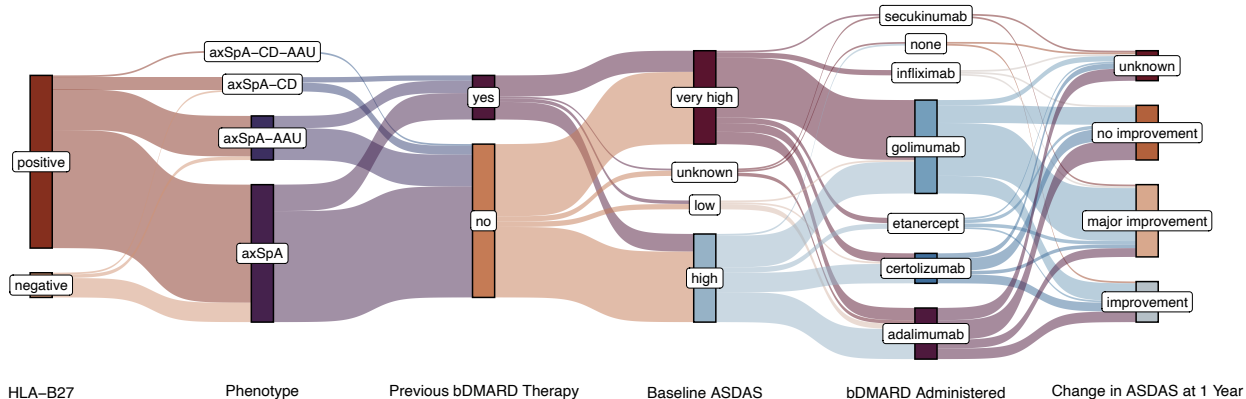 positive
negative
axSpA−CD−AAU
axSpA−CD
axSpA−AAU
axSpA
yes
no
very high
unknown
low
high
secukinumab
none
infliximab
golimumab
etanercept
certolizumab
adalimumab
unknown
no improvement
major improvement
improvement
HLA−B27
Phenotype
Previous bDMARD Therapy
Baseline ASDAS
bDMARD Administered
Change in ASDAS at 1 Year